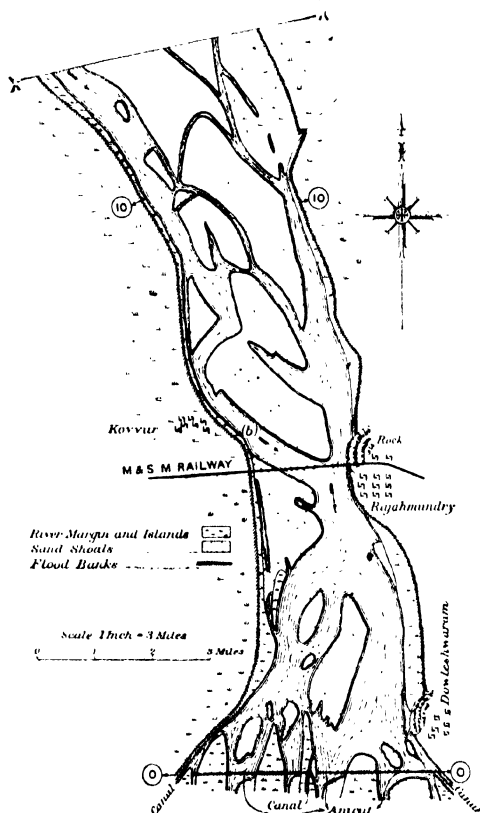 10
10
Kovvur
(b)
Rock
M & S M RAILWAY
Rajahmundry
River Margin and Islands
Sand Shoals
Flood Banks
Scale 1 Inch = 3 Miles
0 1 2 3 Miles
Dowleshwaram
0
0
Canal
Canal
Anicut
Canal